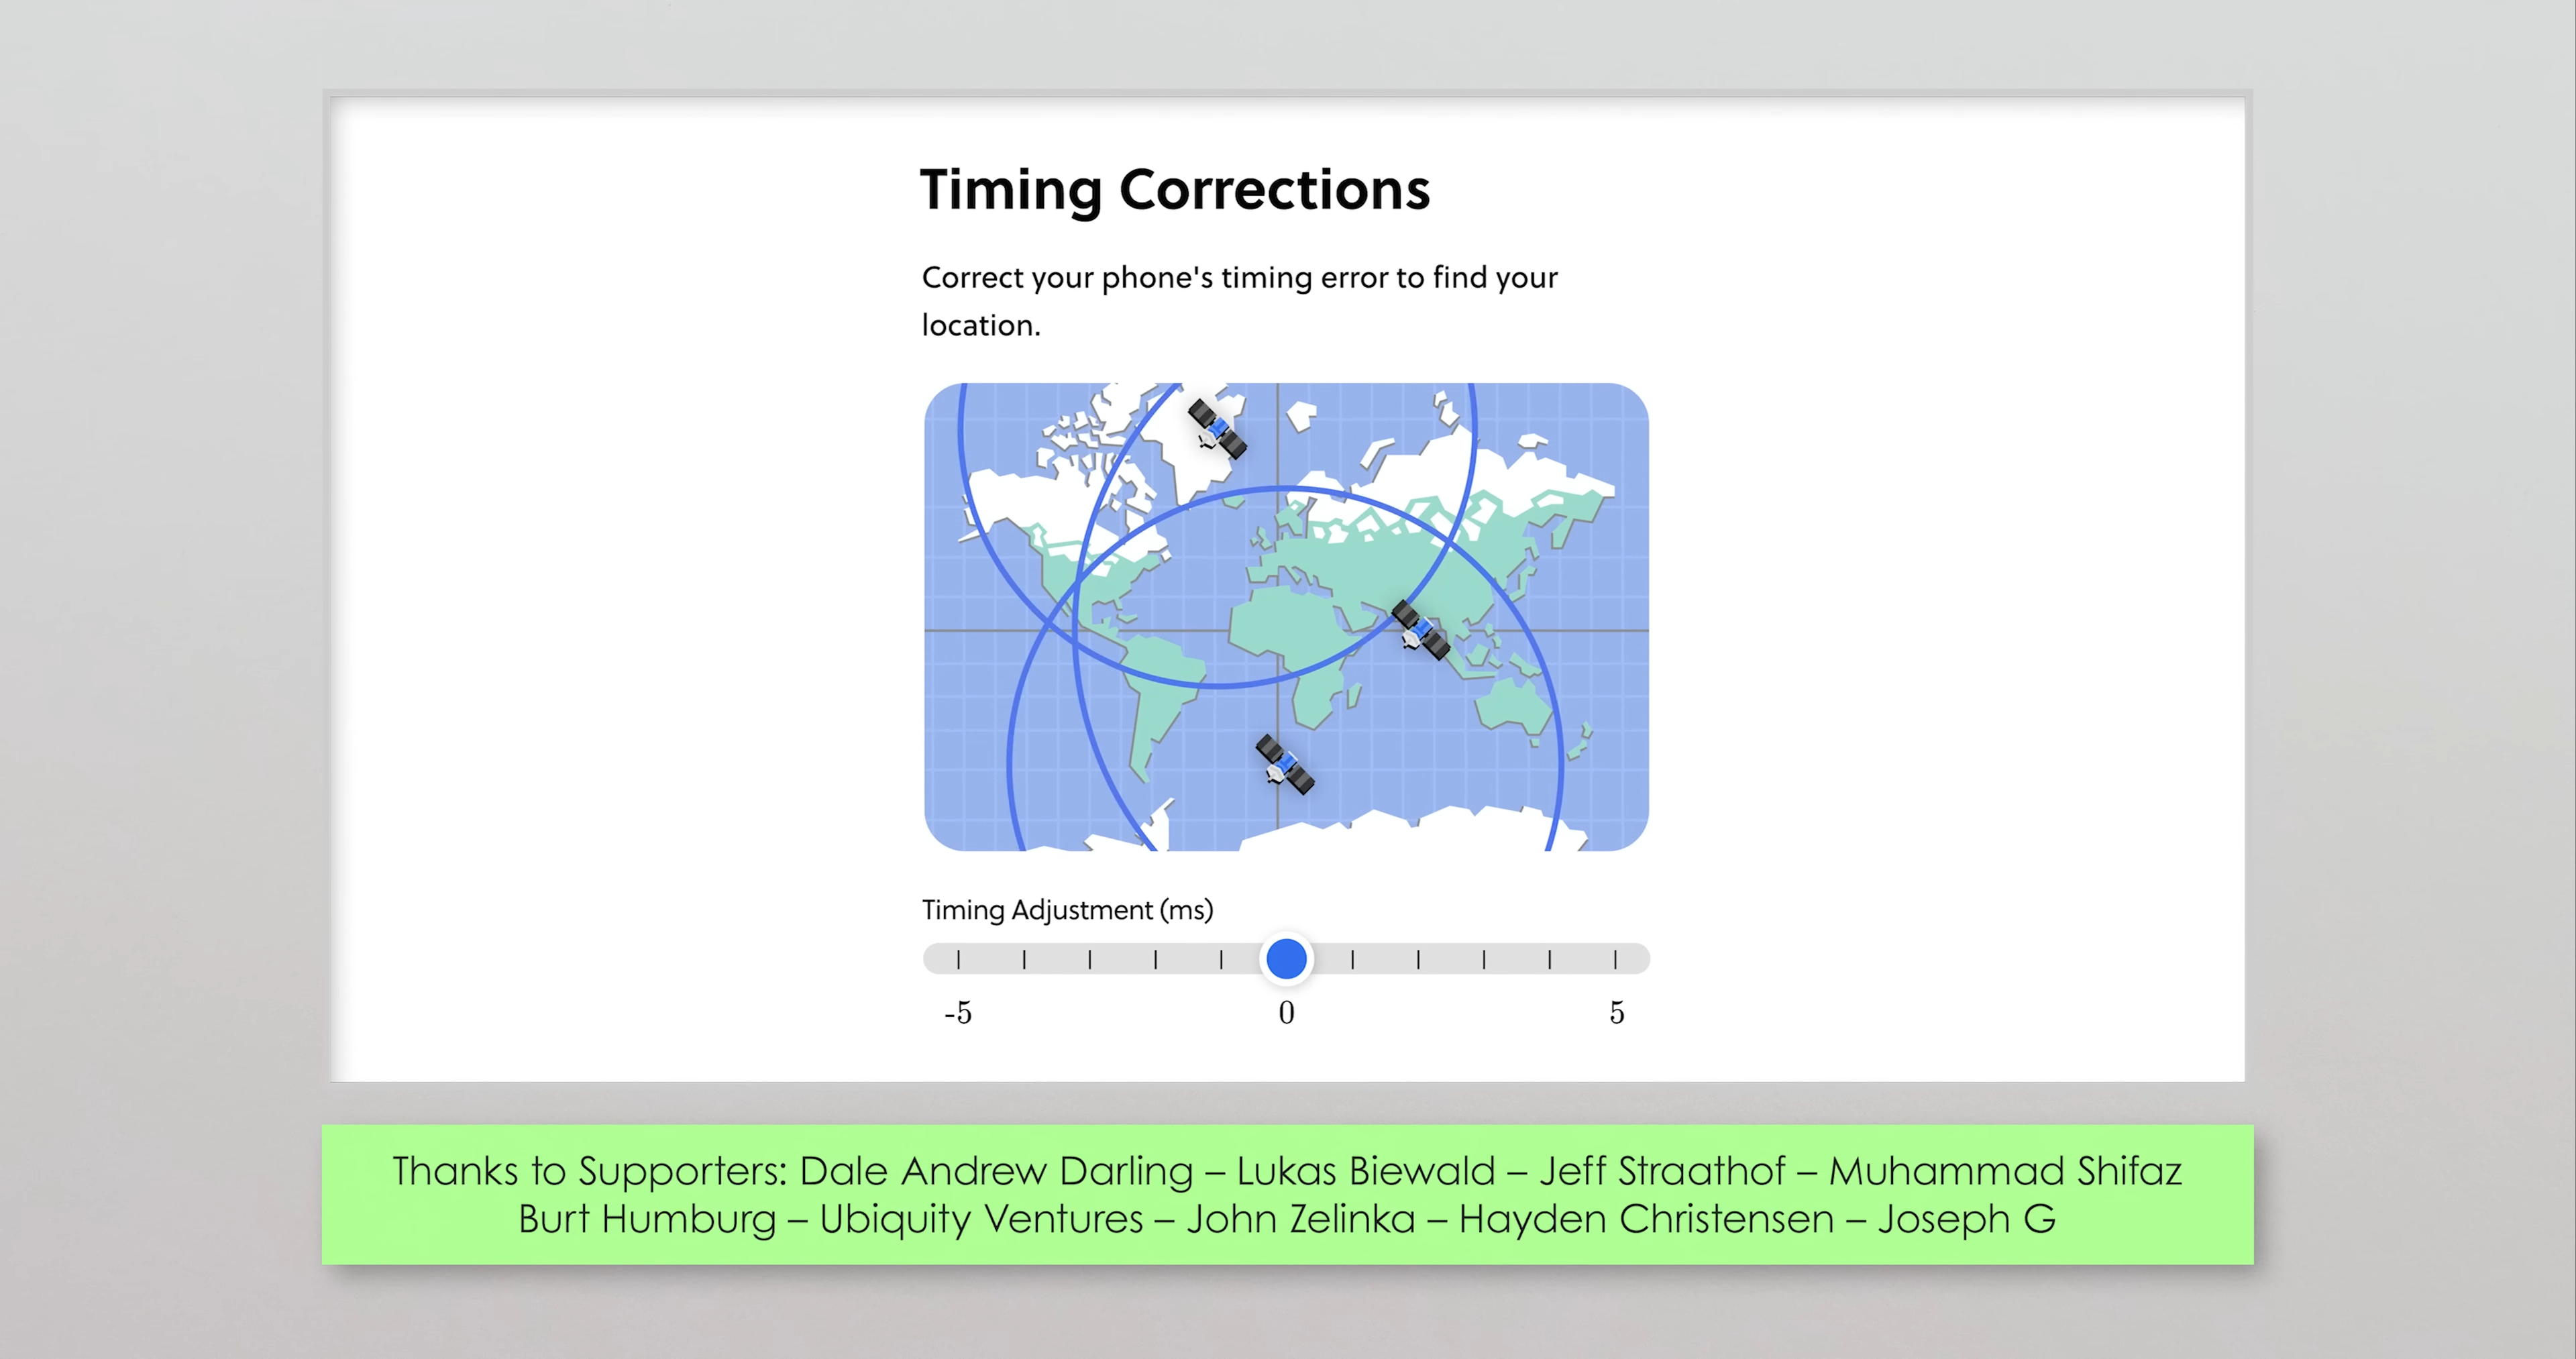 Timing Corrections
Correct your phone's timing error to find your
location.
Timing Adjustment (ms)
-5 0 5
Thanks to Supporters: Dale Andrew Darling – Lukas Biewald – Jeff Straathof – Muhammad Shifaz
Burt Humburg – Ubiquity Ventures – John Zelinka – Hayden Christensen – Joseph G